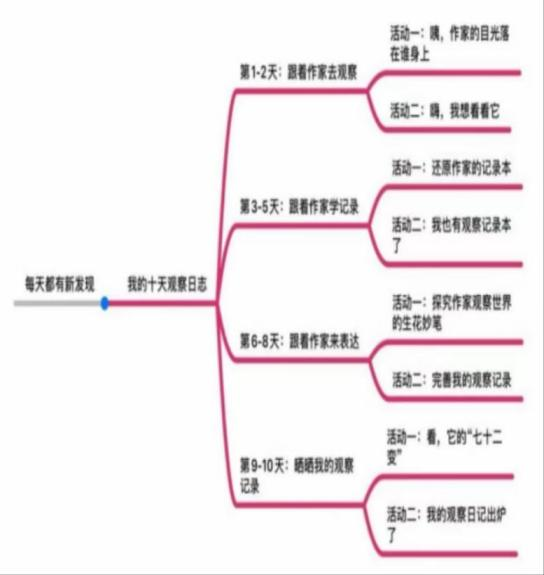 活动一：咦，作家的目光落
在谁身上
第1-2天：跟着作家去观察
活动二：嗨，我想看看它
活动一：还原作家的记录本
第3-5天：跟着作家学记录
活动二：我也有观察记录本
了
每天都有新发现
我的十天观察日志
活动一：探究作家观察世界
的生花妙笔
第6-8天：跟着作家来表达
活动二：完善我的观察记录
活动一：看，它的“七十二
变”
第9-10天：晒晒我的观察
记录
活动二：我的观察日记出炉
了